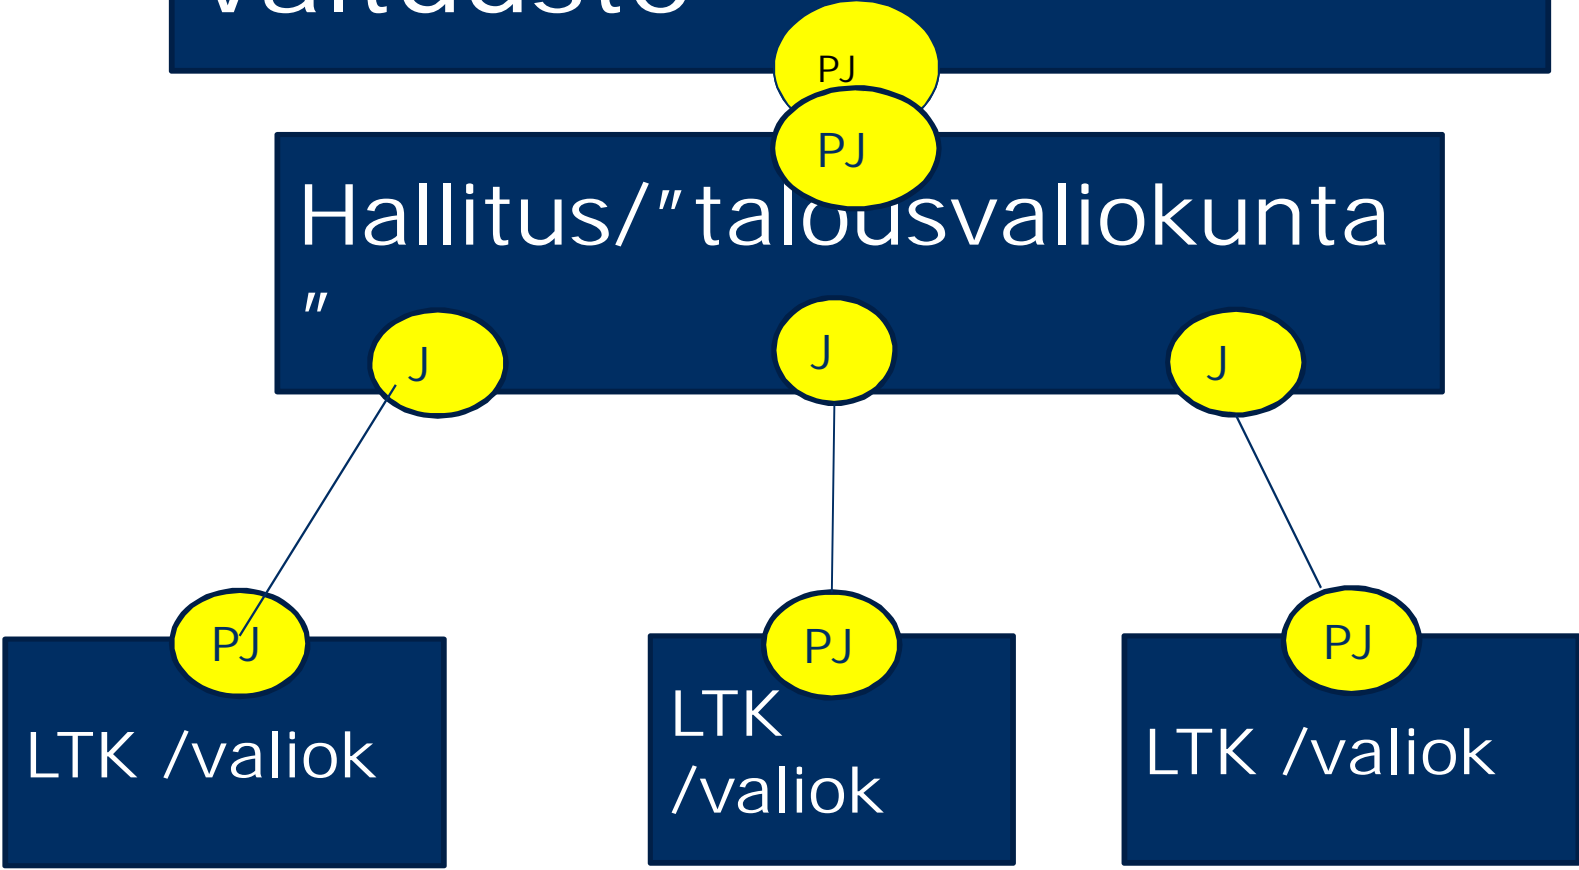 PJ
PJ
Hallitus/"talousvaliokunta
"
J
J
J
PJ
PJ
PJ
LTK /valiok
LTK
/valiok
LTK /valiok